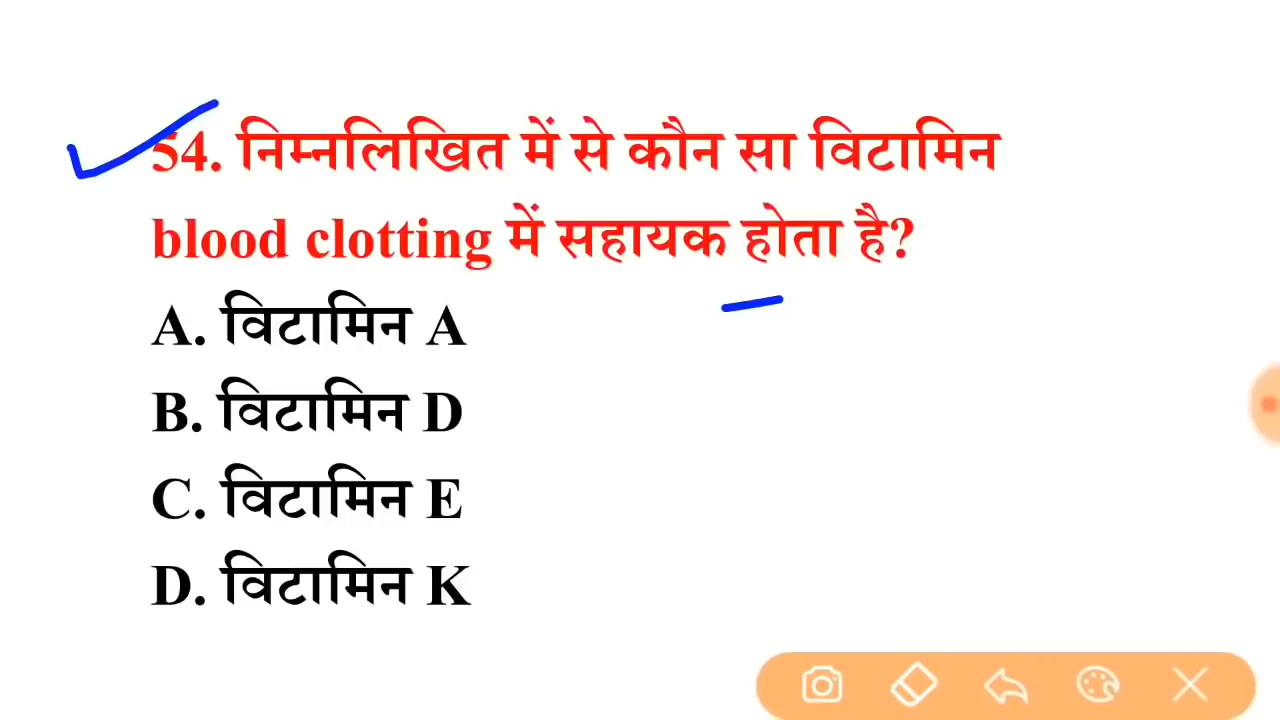 54. निम्नलिखित में से कौन सा विटामिन
blood clotting में सहायक होता है?
A. विटामिन A
B. विटामिन D
C. विटामिन E
D. विटामिन K